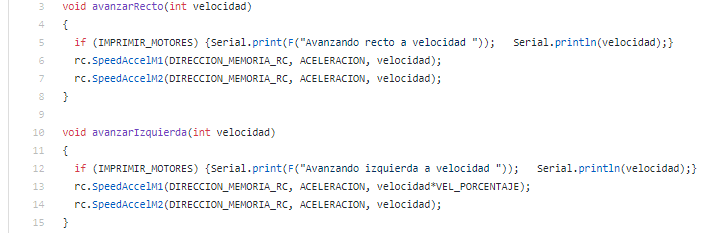 3 void avanzarRecto(int velocidad)
4 {
5 if (IMPRIMIR_MOTORES) {Serial.print(F("Avanzando recto a velocidad ")); Serial.println(velocidad);}
6 rc.SpeedAccelM1(DIRECCION_MEMORIA_RC, ACELERACION, velocidad);
7 rc.SpeedAccelM2(DIRECCION_MEMORIA_RC, ACELERACION, velocidad);
8 }
9
10 void avanzarIzquierda(int velocidad)
11 {
12 if (IMPRIMIR_MOTORES) {Serial.print(F("Avanzando izquierda a velocidad ")); Serial.println(velocidad);}
13 rc.SpeedAccelM1(DIRECCION_MEMORIA_RC, ACELERACION, velocidad*VEL_PORCENTAJE);
14 rc.SpeedAccelM2(DIRECCION_MEMORIA_RC, ACELERACION, velocidad);
15 }